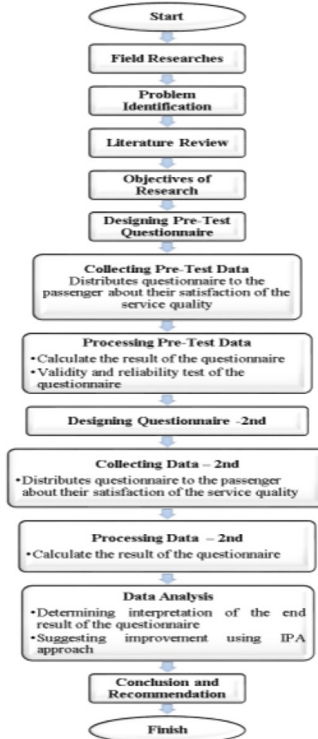 Start
Field Researches
Problem
Identification
Literature Review
Objectives of
Research
Designing Pre-Test
Questionnaire
Collecting Pre-Test Data
Distributes questionnaire to the
passenger about their satisfaction of the
service quality
Processing Pre-Test Data
•Calculate the result of the questionnaire
•Validity and reliability test of the
questionnaire
Designing Questionnaire -2nd
Collecting Data – 2nd
•Distributes questionnaire to the passenger
about their satisfaction of the service quality
Processing Data – 2nd
•Calculate the result of the questionnaire
Data Analysis
•Determining interpretation of the end
result of the questionnaire
•Suggesting improvement using IPA
approach
Conclusion and
Recommendation
Finish